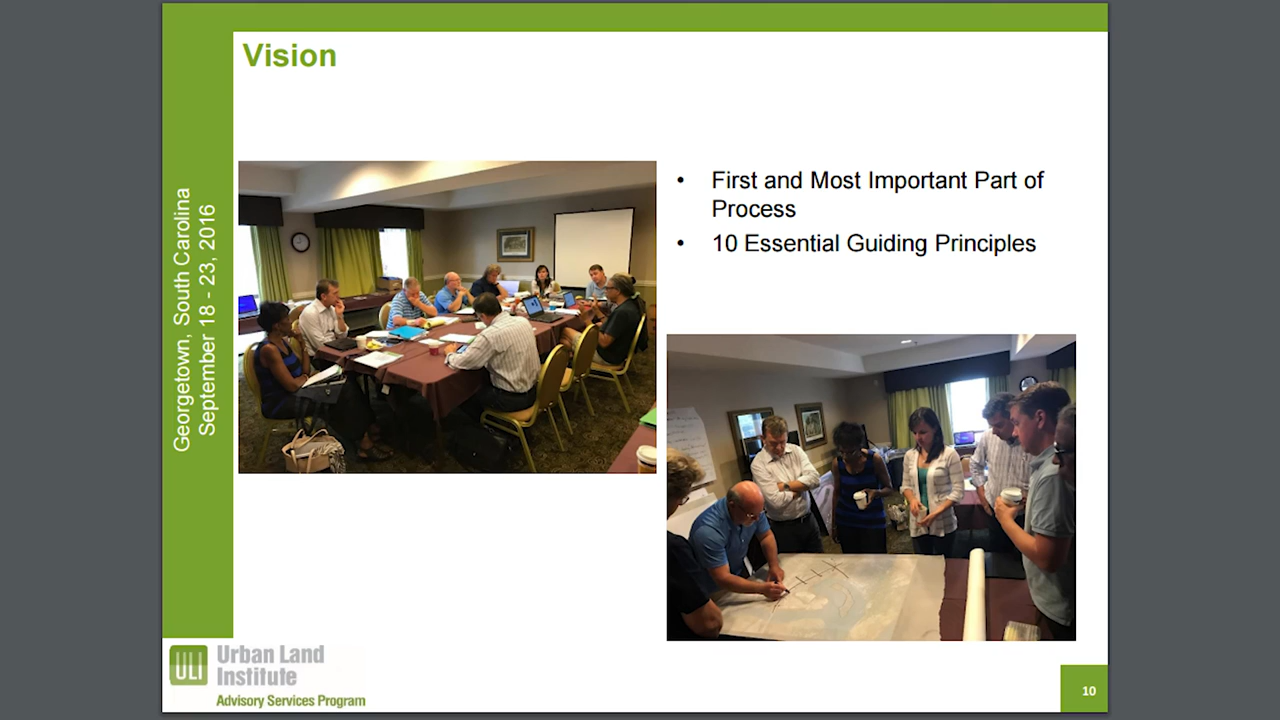 Vision
Georgetown, South Carolina
September 18 - 23, 2016
• First and Most Important Part of
Process
• 10 Essential Guiding Principles
ULI
Urban Land
Institute
Advisory Services Program
10